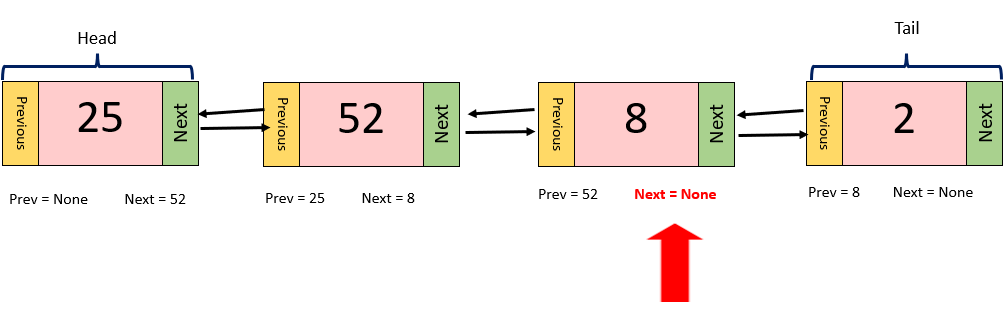 Head
Tail
Previous 25 Next
Previous 52 Next
Previous 8 Next
Previous 2 Next
Prev = None Next = 52
Prev = 25 Next = 8
Prev = 52 Next = None
Prev = 8 Next = None